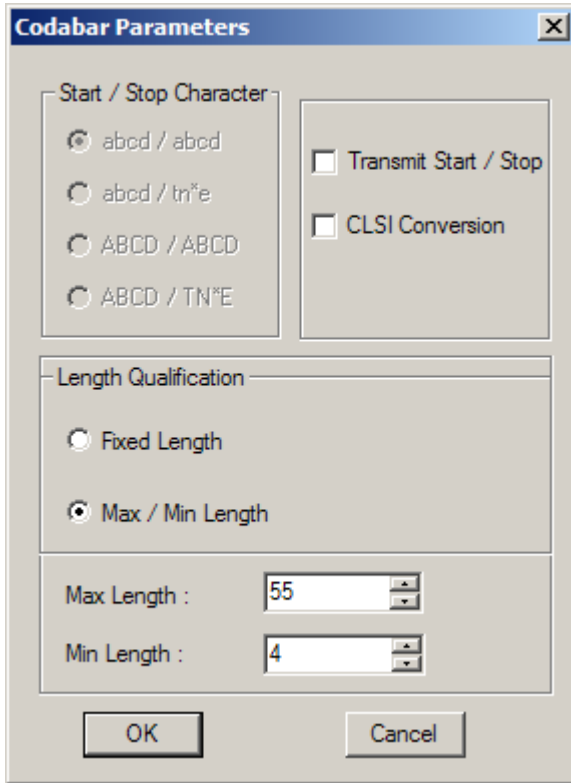 Codabar Parameters
Start / Stop Character
abcd / abcd
abcd / tn*e
ABCD / ABCD
ABCD / TN*E
Transmit Start / Stop
CLSI Conversion
Length Qualification
Fixed Length
Max / Min Length
Max Length : 55
Min Length : 4
OK Cancel